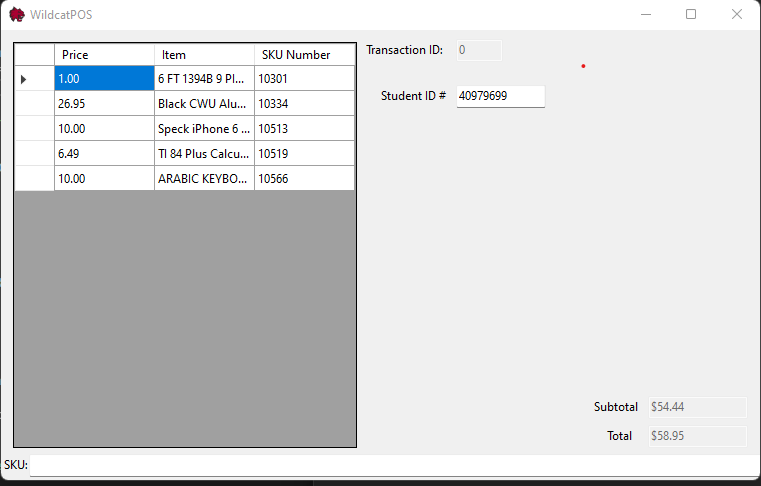 WildcatPOS
Price Item SKU Number
1.00 6 FT 1394B 9 PI... 10301
26.95 Black CWU Alu... 10334
10.00 Speck iPhone 6 ... 10513
6.49 TI 84 Plus Calcu... 10519
10.00 ARABIC KEYBO... 10566
Transaction ID: 0
Student ID # 40979699
Subtotal $54.44
Total $58.95
SKU: